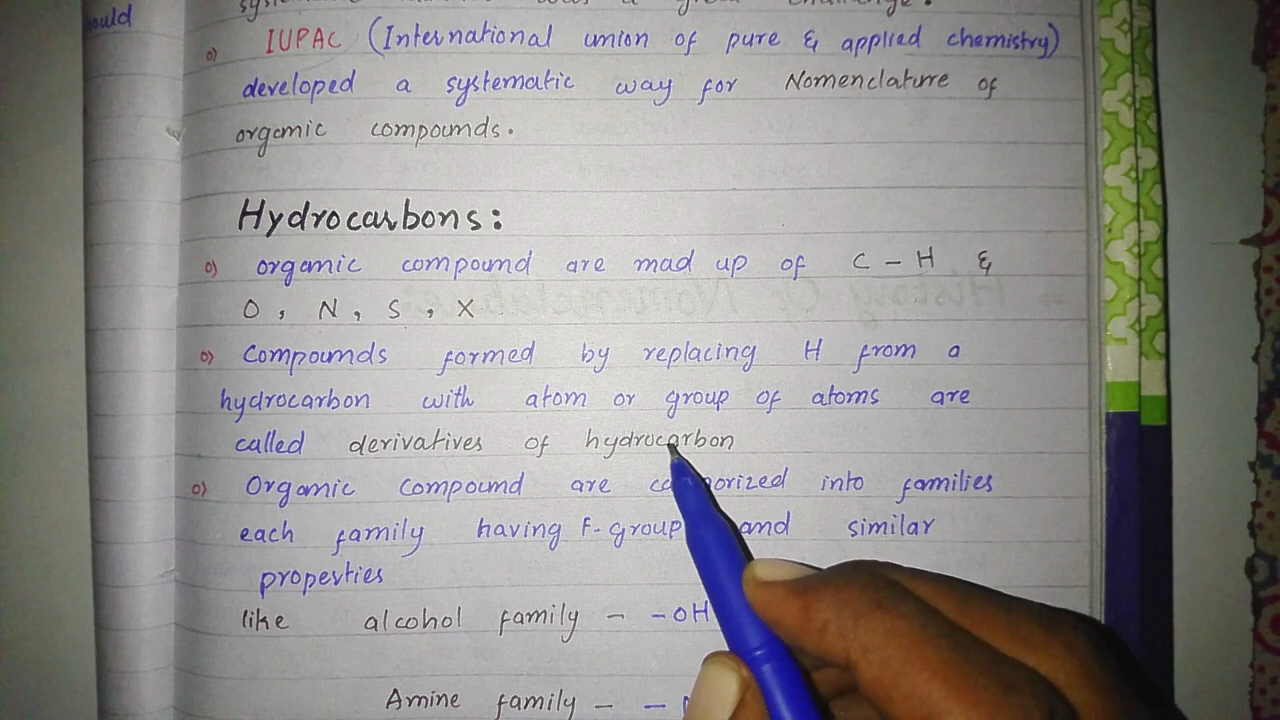 ould
IUPAC (International union of pure & applied chemistry)
developed a systematic way for Nomenclature of
organic compounds.
Hydrocarbons:
o) organic compound are mad up of C - H &
O, N, S, X
o) Compounds formed by replacing H from a
hydrocarbon with atom or group of atoms are
called derivatives of hydrocarbon
o) Organic compound are into families
each family having F-group and similar
properties
like alcohol family - -OH
Amine family - -